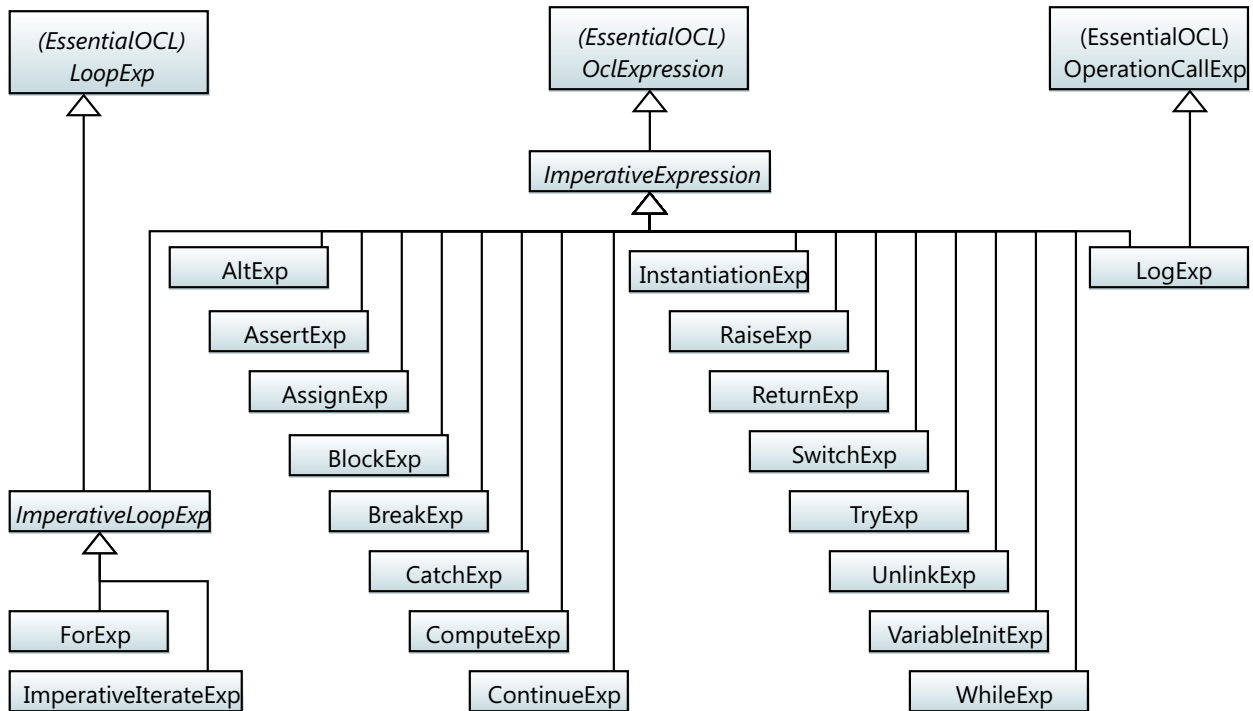 (EssentialOCL)
LoopExp
(EssentialOCL)
OclExpression
(EssentialOCL)
OperationCallExp
ImperativeExpression
AltExp
InstantiationExp
LogExp
AssertExp
RaiseExp
AssignExp
ReturnExp
BlockExp
SwitchExp
ImperativeLoopExp
BreakExp
TryExp
CatchExp
UnlinkExp
ForExp
ComputeExp
VariableInitExp
ImperativeIterateExp
ContinueExp
WhileExp